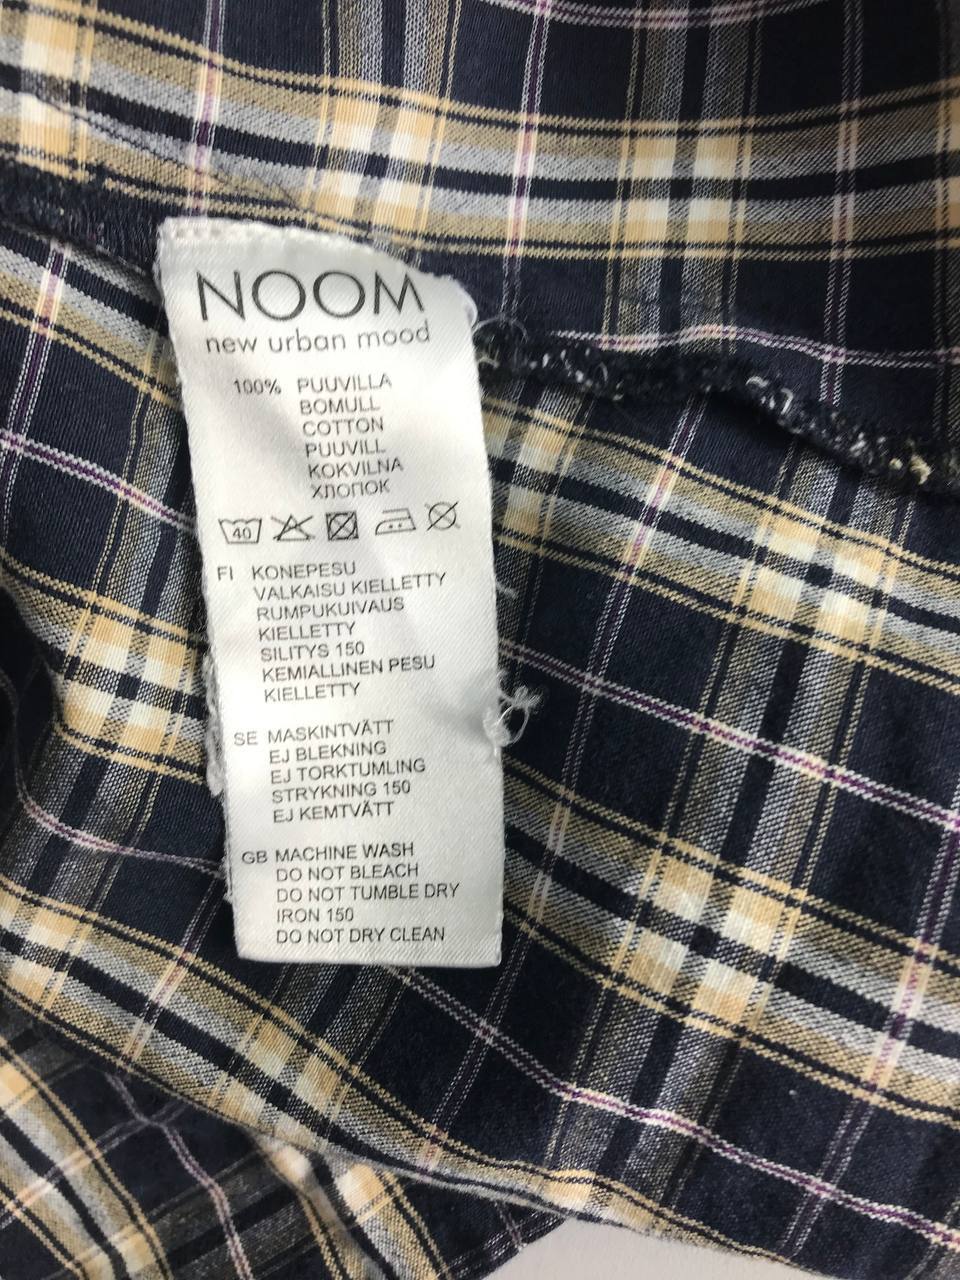 NOOM
new urban mood
100% PUUVILLA
BOMULL
COTTON
PUUVILL
KOKVILNA
ХЛОПОК
40
FI KONEPESU
VALKAISU KIELLETTY
RUMPUKUIVAUS
KIELLETTY
SILITYS 150
KEMIALLINEN PESU
KIELLETTY
SE MASKINTVÄTT
EJ BLEKNING
EJ TORKTUMLING
STRYKNING 150
EJ KEMTVÄTT
GB MACHINE WASH
DO NOT BLEACH
DO NOT TUMBLE DRY
IRON 150
DO NOT DRY CLEAN